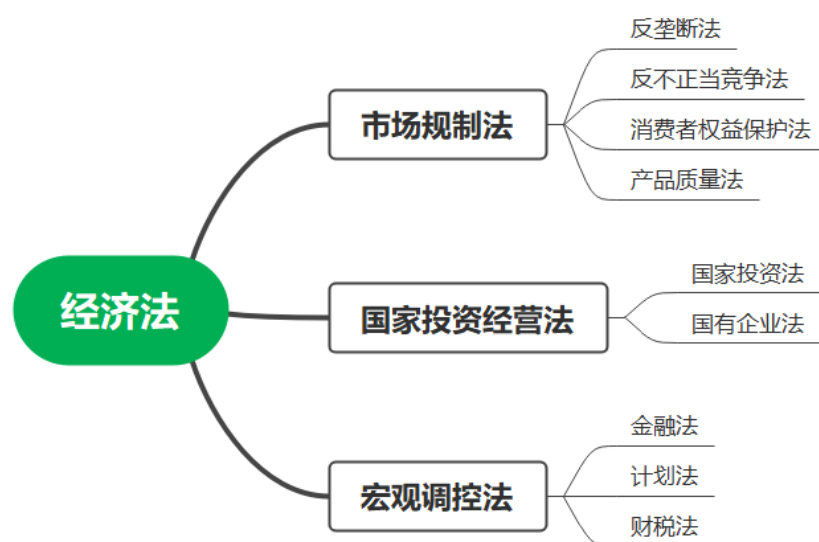 经济法
市场规制法
反垄断法
反不正当竞争法
消费者权益保护法
产品质量法
国家投资经营法
国家投资法
国有企业法
宏观调控法
金融法
计划法
财税法